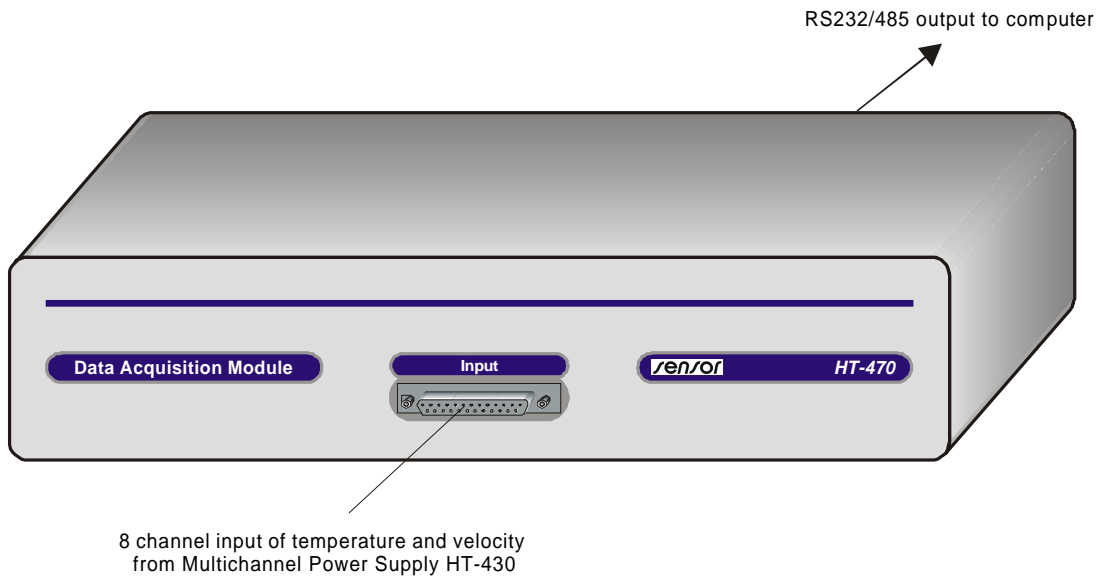 RS232/485 output to computer
Data Acquisition Module
Input
sensor
HT-470
8 channel input of temperature and velocity
from Multichannel Power Supply HT-430